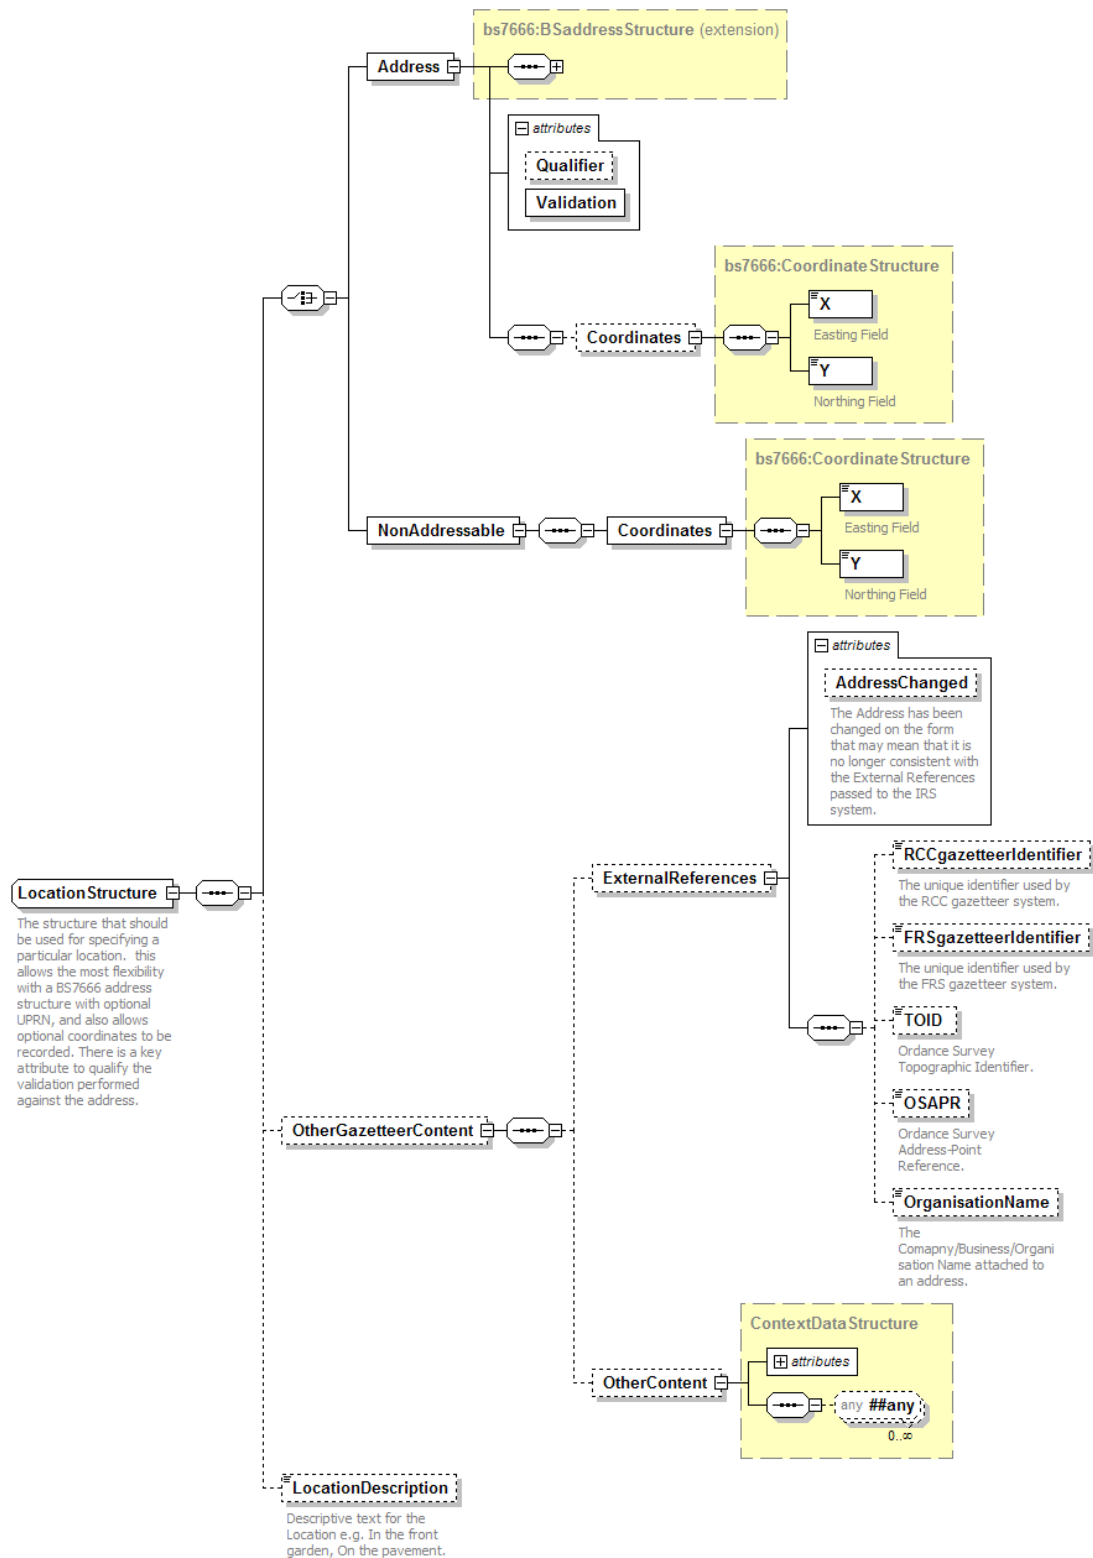 bs7666:BSaddressStructure (extension)
Address
attributes
Qualifier
Validation
bs7666:CoordinateStructure
X
Easting Field
Coordinates
Y
Northing Field
bs7666:CoordinateStructure
X
Easting Field
NonAddressable
Coordinates
Y
Northing Field
attributes
AddressChanged
The Address has been
changed on the form
that may mean that it is
no longer consistent with
the External References
passed to the IRS
system.
LocationStructure
The structure that should
be used for specifying a
particular location.  this
allows the most flexibility
with a BS7666 address
structure with optional
UPRN, and also allows
optional coordinates to be
recorded. There is a key
attribute to qualify the
validation performed
against the address.
ExternalReferences
RCCgazetteerIdentifier
The unique identifier used by
the RCC gazetteer system.
FRSgazetteerIdentifier
The unique identifier used by
the FRS gazetteer system.
TOID
Ordance Survey
Topographic Identifier.
OSAPR
Ordance Survey
Address-Point
Reference.
OrganisationName
The
Comapny/Business/Organi
sation Name attached to
an address.
OtherGazetteerContent
ContextDataStructure
attributes
OtherContent
any ##any
0..∞
LocationDescription
Descriptive text for the
Location e.g. In the front
garden, On the pavement.